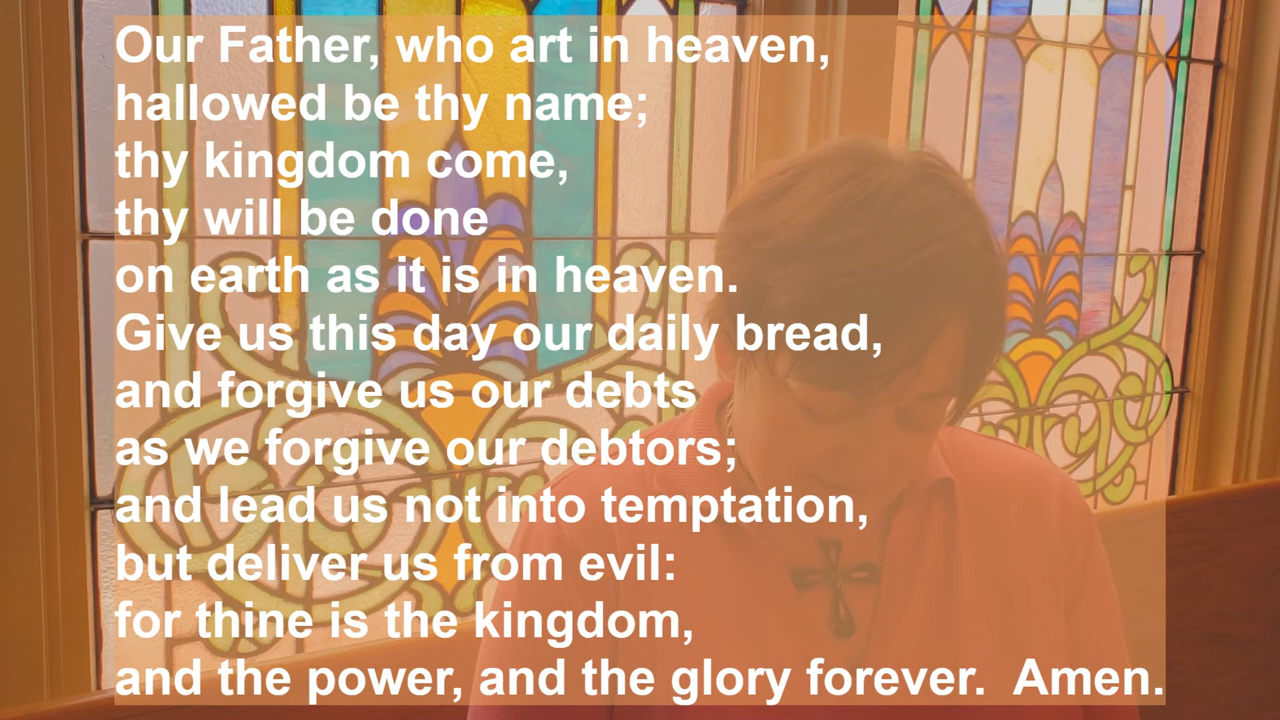 Our Father, who art in heaven,
hallowed be thy name;
thy kingdom come,
thy will be done
on earth as it is in heaven.
Give us this day our daily bread,
and forgive us our debts
as we forgive our debtors;
and lead us not into temptation,
but deliver us from evil:
for thine is the kingdom,
and the power, and the glory forever.  Amen.